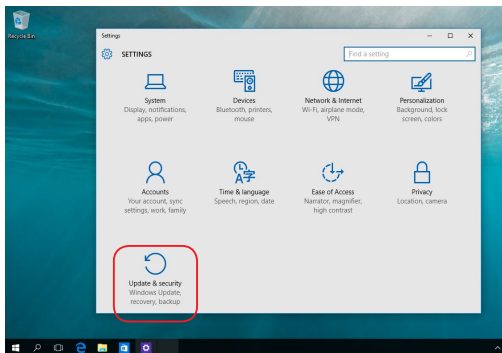 Recycle Bin
Settings
SETTINGS
Find a setting
System
Display, notifications,
apps, power
Devices
Bluetooth, printers,
mouse
Network & Internet
Wi-Fi, airplane mode,
VPN
Personalization
Background, lock
screen, colors
Accounts
Your account, sync
settings, work, family
Time & language
Speech, region, date
Ease of Access
Narrator, magnifier,
high contrast
Privacy
Location, camera
Update & security
Windows Update,
recovery, backup